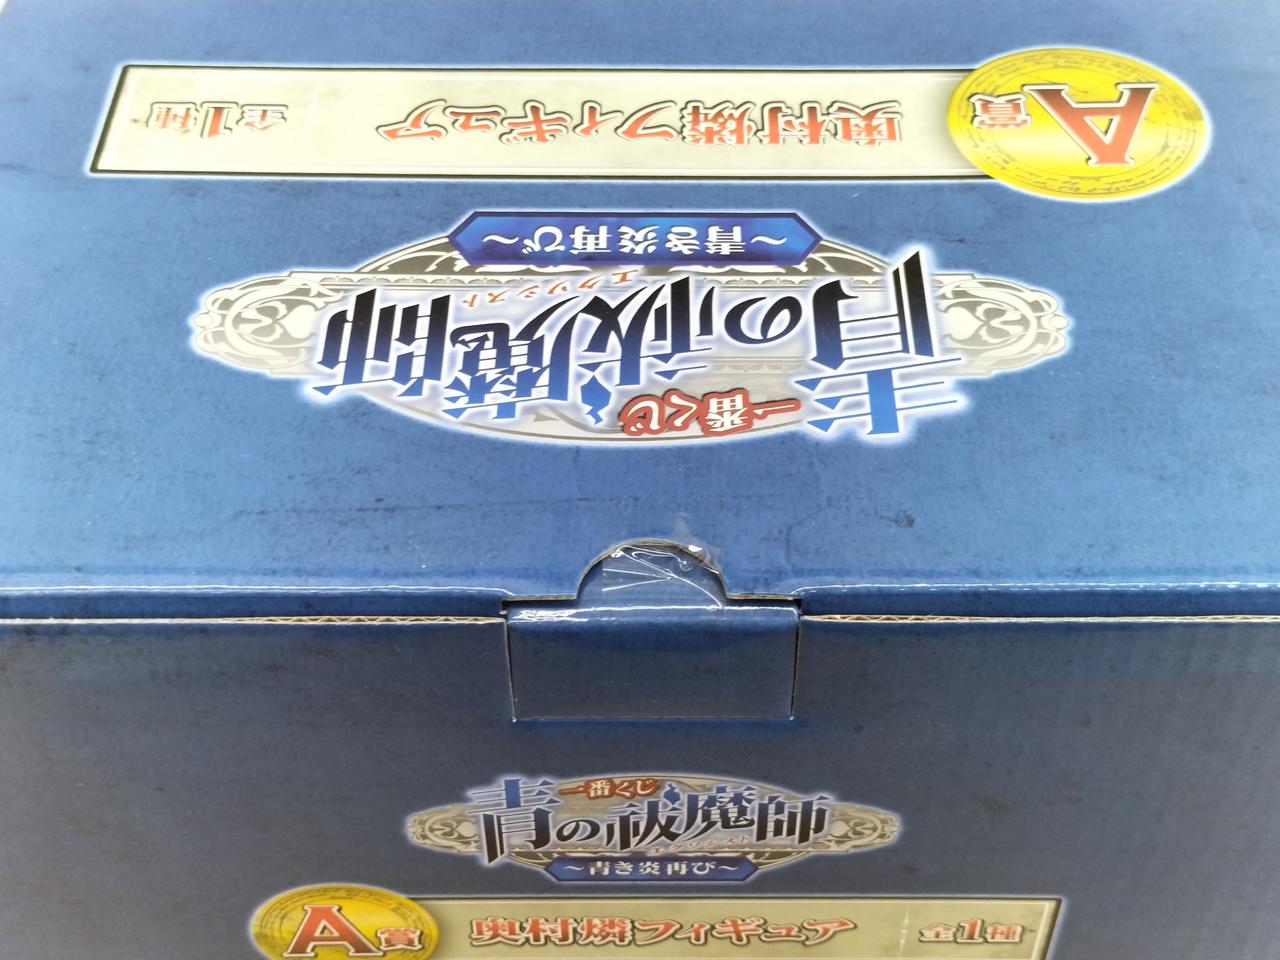 A賞
奥村燐フィギュア
全1種
一番くじ
青の祓魔師
エクソシスト
～青き炎再び～
一番くじ
青の祓魔師
エクソシスト
～青き炎再び～
A賞
奥村燐フィギュア
全1種